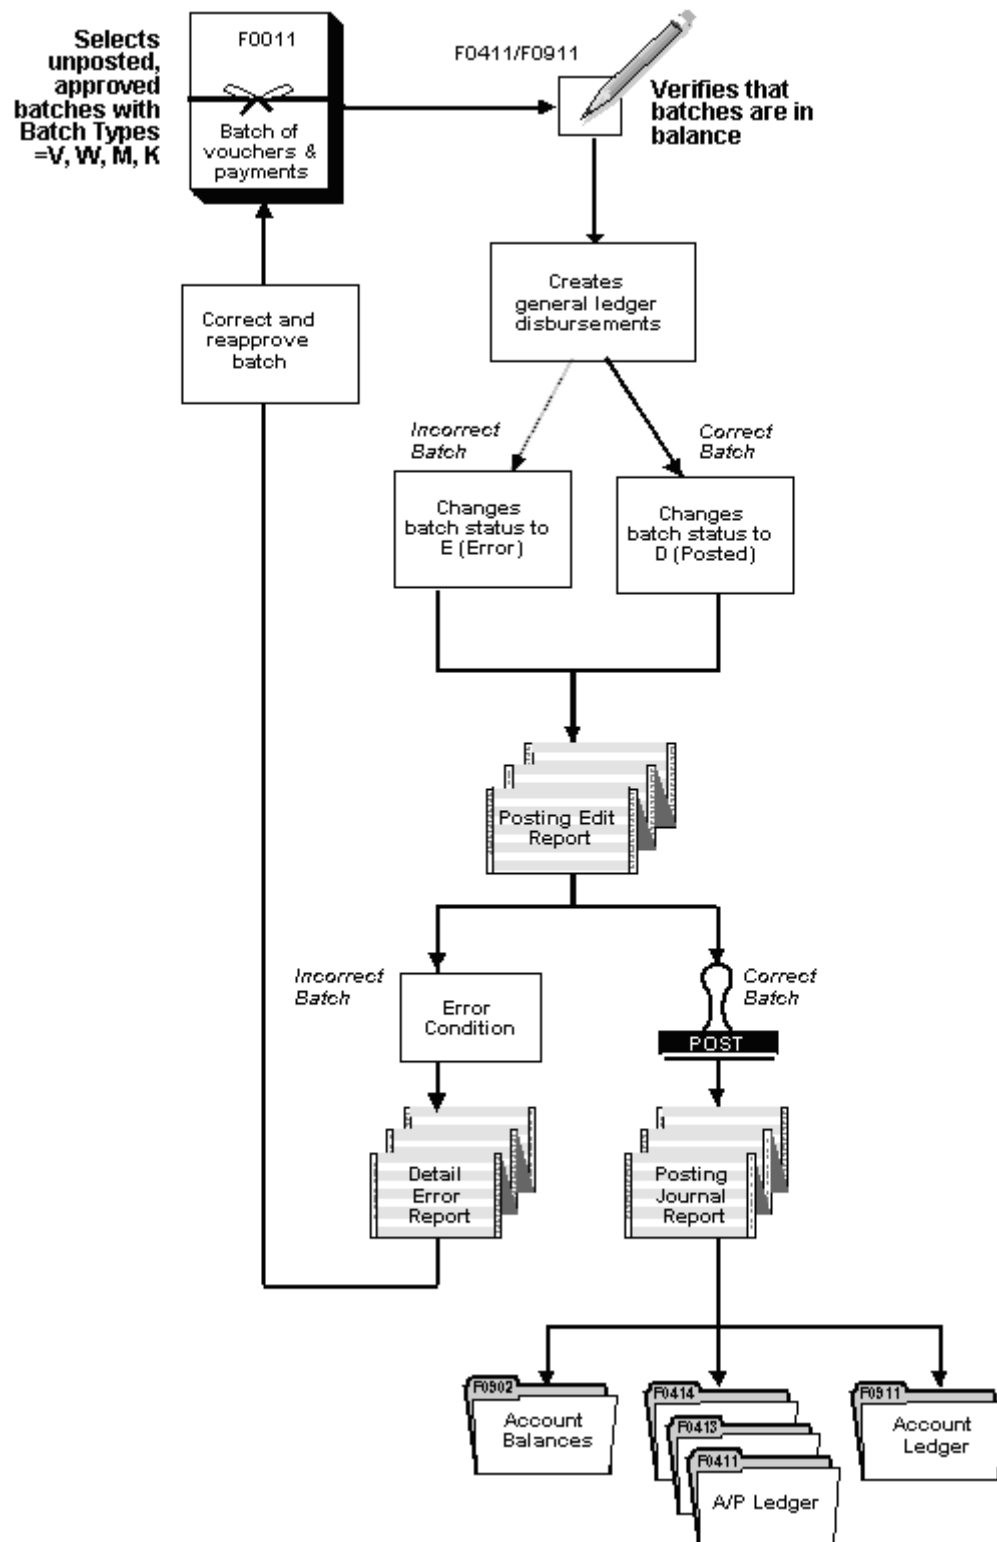 Selects
unposted,
approved
batches with
Batch Types
=V, W, M, K
F0011
Batch of
vouchers &
payments
F0411/F0911
Verifies that
batches are in
balance
Creates
general ledger
disbursements
Correct and
reapprove
batch
Incorrect
Batch
Correct
Batch
Changes
batch status to
E (Error)
Changes
batch status to
D (Posted)
Posting Edit
Report
Incorrect
Batch
Error
Condition
Correct
Batch
POST
Detail
Error
Report
Posting
Journal
Report
F0902
Account
Balances
F0414
F0413
F0411
A/P Ledger
F0911
Account
Ledger